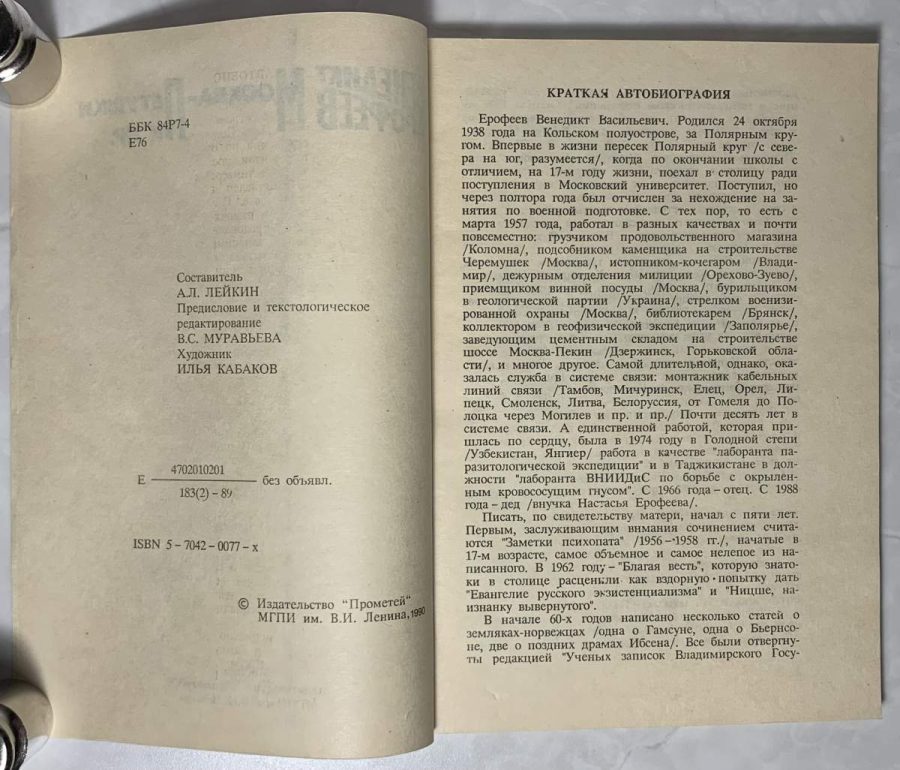 ББК 84Р7-4
Е76
Составитель
А.Л. ЛЕЙКИН
Предисловие и текстологическое
редактирование
В.С. МУРАВЬЕВА
Художник
ИЛЬЯ КАБАКОВ
Е 4702010201 без объявл.
183(2) – 89
ISBN 5 – 7042 – 0077 – х
© Издательство "Прометей"
МГПИ им. В.И. Ленина, 1990
КРАТКАЯ АВТОБИОГРАФИЯ
Ерофеев Венедикт Васильевич. Родился 24 октября
1938 года на Кольском полуострове, за Полярным кру-
гом. Впервые в жизни пересек Полярный круг /с севе-
ра на юг, разумеется/, когда по окончании школы с
отличием, на 17-м году жизни, поехал в столицу ради
поступления в Московский университет. Поступил, но
через полтора года был отчислен за нехождение на за-
нятия по военной подготовке. С тех пор, то есть с
марта 1957 года, работал в разных качествах и почти
повсеместно: грузчиком продовольственного магазина
/Коломна/, подсобником каменщика на строительстве
Черемушек /Москва/, истопником-кочегаром /Влади-
мир/, дежурным отделения милиции /Орехово-Зуево/,
приемщиком винной посуды /Москва/, бурильщиком
в геологической партии /Украина/, стрелком военизи-
рованной охраны /Москва/, библиотекарем /Брянск/,
коллектором в геофизической экспедиции /Заполярье/,
заведующим цементным складом на строительстве
шоссе Москва-Пекин /Дзержинск, Горьковской обла-
сти/, и многое другое. Самой длительной, однако, ока-
залась служба в системе связи: монтажник кабельных
линий связи /Тамбов, Мичуринск, Елец, Орел, Ли-
пецк, Смоленск, Литва, Белоруссия, от Гомеля до По-
лоцка через Могилев и пр. и пр./ Почти десять лет в
системе связи. А единственной работой, которая при-
шлась по сердцу, была в 1974 году в Голодной степи
/Узбекистан, Янгиер/ работа в качестве "лаборанта па-
разитологической экспедиции" и в Таджикистане в дол-
жности "лаборанта ВНИИДиС по борьбе с окрылен-
ным кровососущим гнусом". С 1966 года – отец. С 1988
года – дед /внучка Настасья Ерофеева/.
Писать, по свидетельству матери, начал с пяти лет.
Первым, заслуживающим внмания сочинением счита-
ются "Заметки психопата" /1956 – 1958 гг./, начатые в
17-м возрасте, самое объемное и самое нелепое из на-
писанного. В 1962 году – "Благая весть", которую знато-
ки в столице расценили как вздорную попытку дать
"Евангелие русского экзистенциализма" и "Ницше, на-
изнанку вывернутого".
В начале 60-х годов написано несколько статей о
земляках-норвежцах /одна о Гамсуне, одна о Бьернсо-
не, две о поздних драмах Ибсена/. Все были отвергну-
ты редакцией "Ученых записок Владимирского Госу-